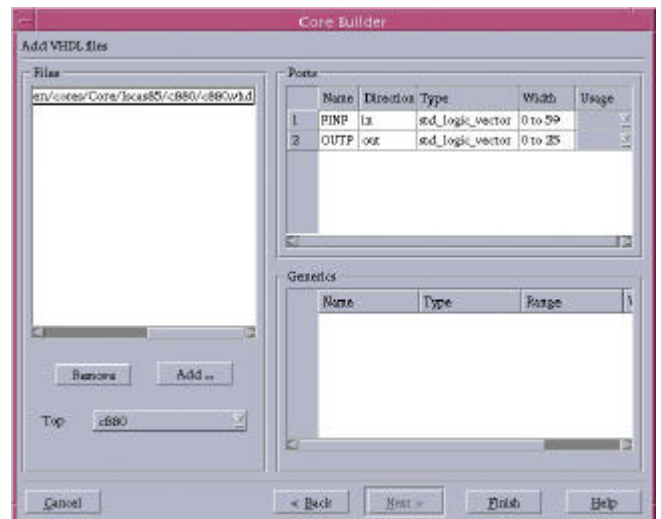 Core Builder
Add VHDL files
Files
en/cores/Core/Iscas85/c880/c880.vhd
Remove
Add ...
Top
c880
Ports
Name Direction Type Width Usage
1 PINP in std_logic_vector 0 to 59
2 OUTP out std_logic_vector 0 to 25
Generics
Name Type Range
Cancel
< Back
Next >
Finish
Help